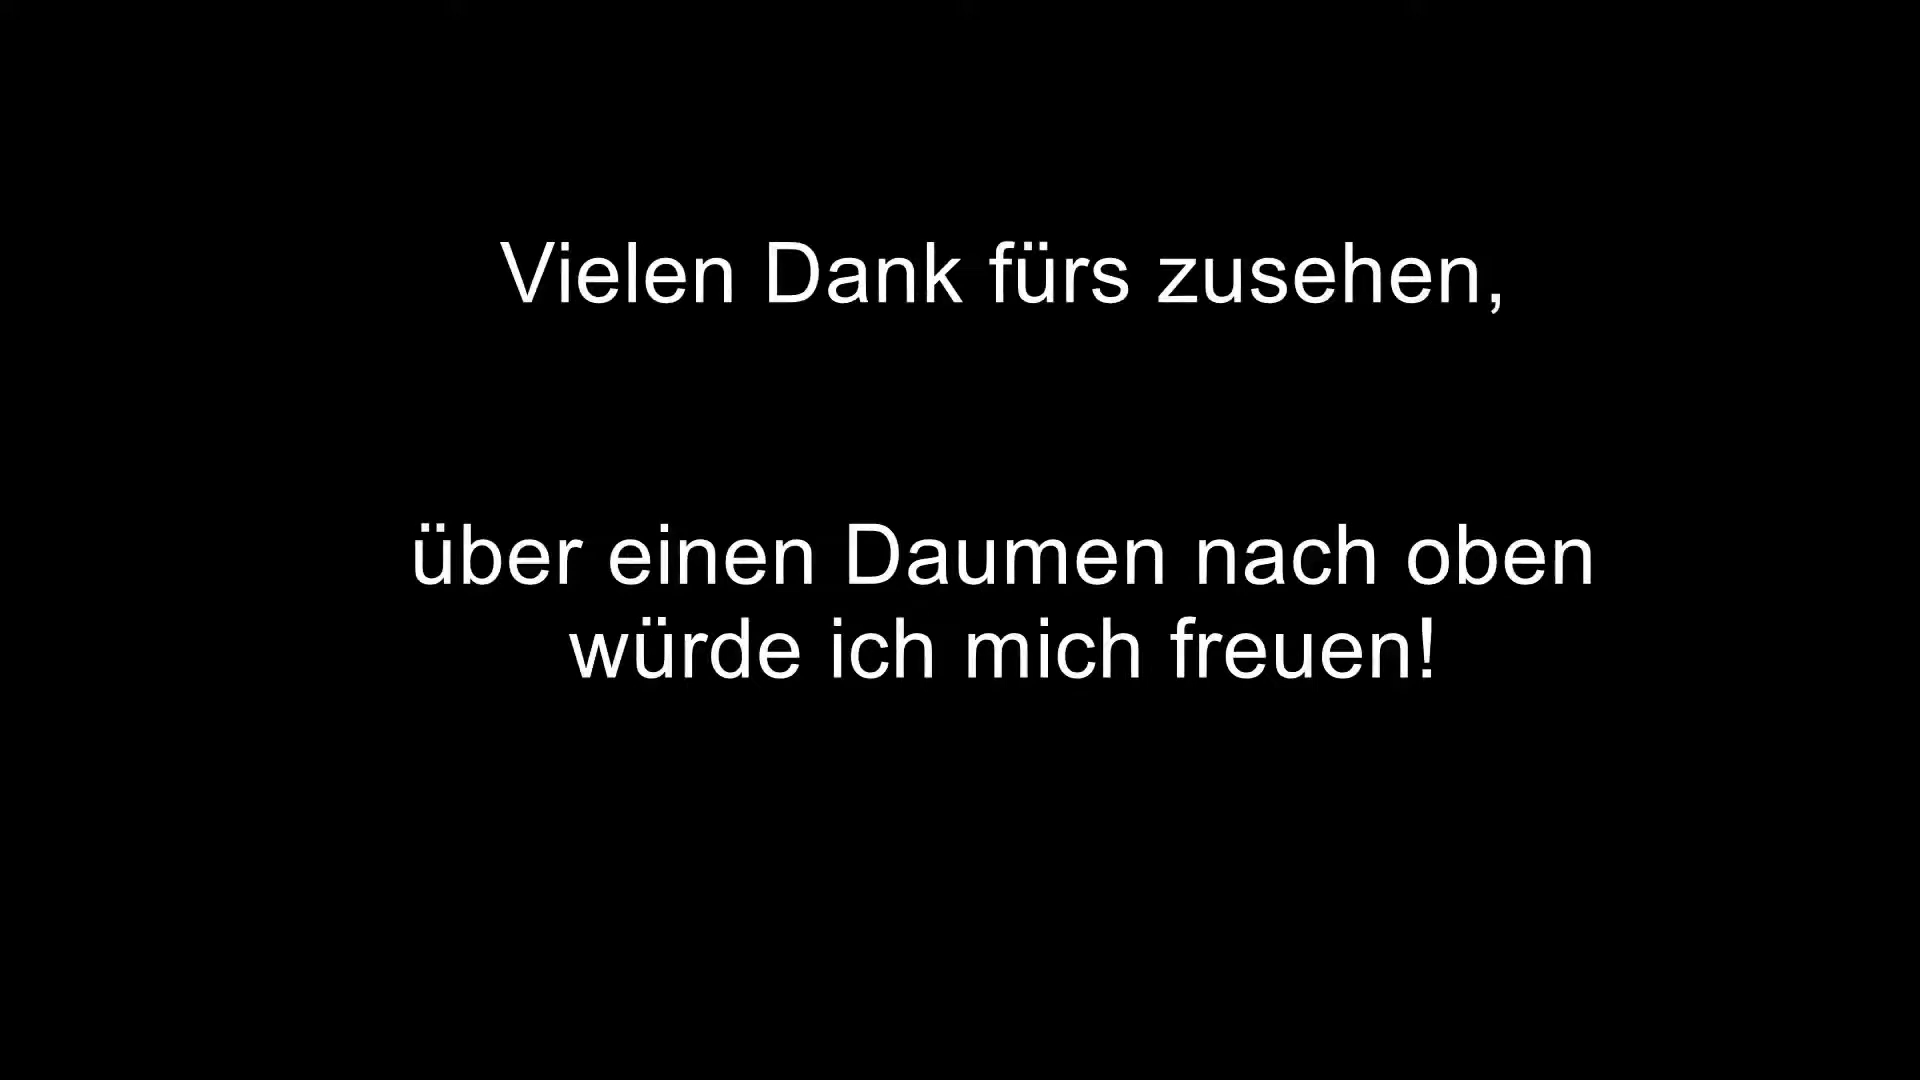 Vielen Dank fürs zusehen,
über einen Daumen nach oben
würde ich mich freuen!